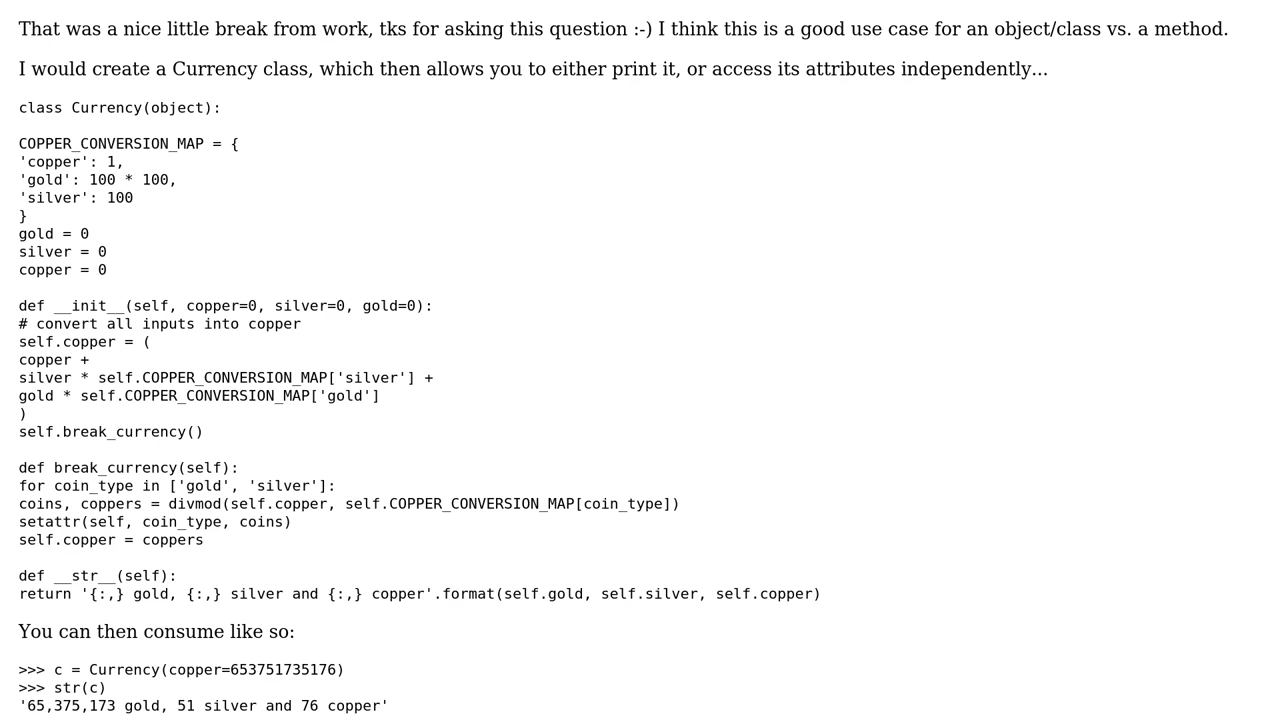 That was a nice little break from work, tks for asking this question :-) I think this is a good use case for an object/class vs. a method.
I would create a Currency class, which then allows you to either print it, or access its attributes independently...
class Currency(object):
COPPER_CONVERSION_MAP = {
'copper': 1,
'gold': 100 * 100,
'silver': 100
}
gold = 0
silver = 0
copper = 0
def __init__(self, copper=0, silver=0, gold=0):
# convert all inputs into copper
self.copper = (
copper +
silver * self.COPPER_CONVERSION_MAP['silver'] +
gold * self.COPPER_CONVERSION_MAP['gold']
)
self.break_currency()
def break_currency(self):
for coin_type in ['gold', 'silver']:
coins, coppers = divmod(self.copper, self.COPPER_CONVERSION_MAP[coin_type])
setattr(self, coin_type, coins)
self.copper = coppers
def __str__(self):
return '{:,} gold, {:,} silver and {:,} copper'.format(self.gold, self.silver, self.copper)
You can then consume like so:
>>> c = Currency(copper=653751735176)
>>> str(c)
'65,375,173 gold, 51 silver and 76 copper'